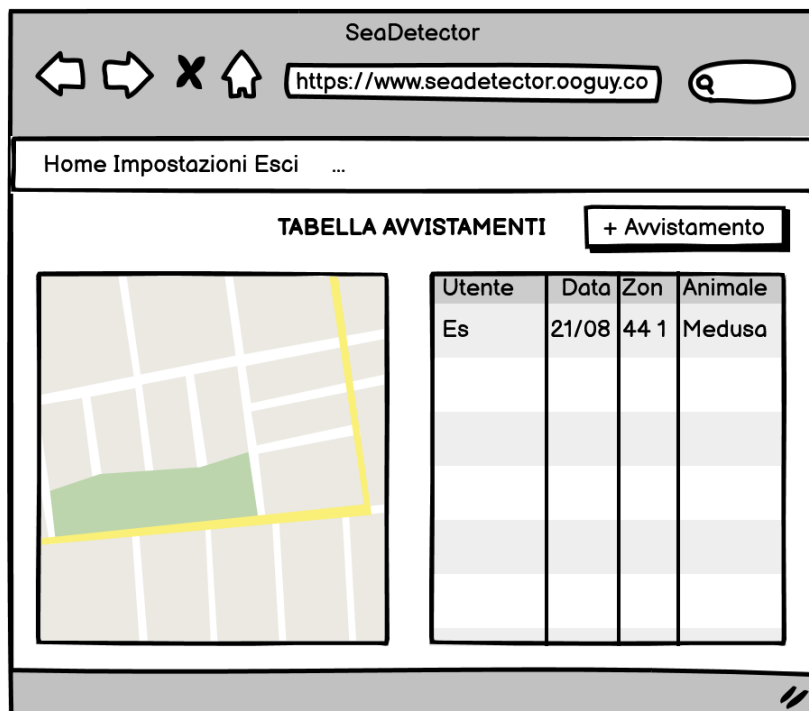 SeaDetector
https://www.seadetector.ooguy.co
Home Impostazioni Esci ...
TABELLA AVVISTAMENTI
+ Avvistamento
Utente Data Zon Animale
Es 21/08 44 1 Medusa